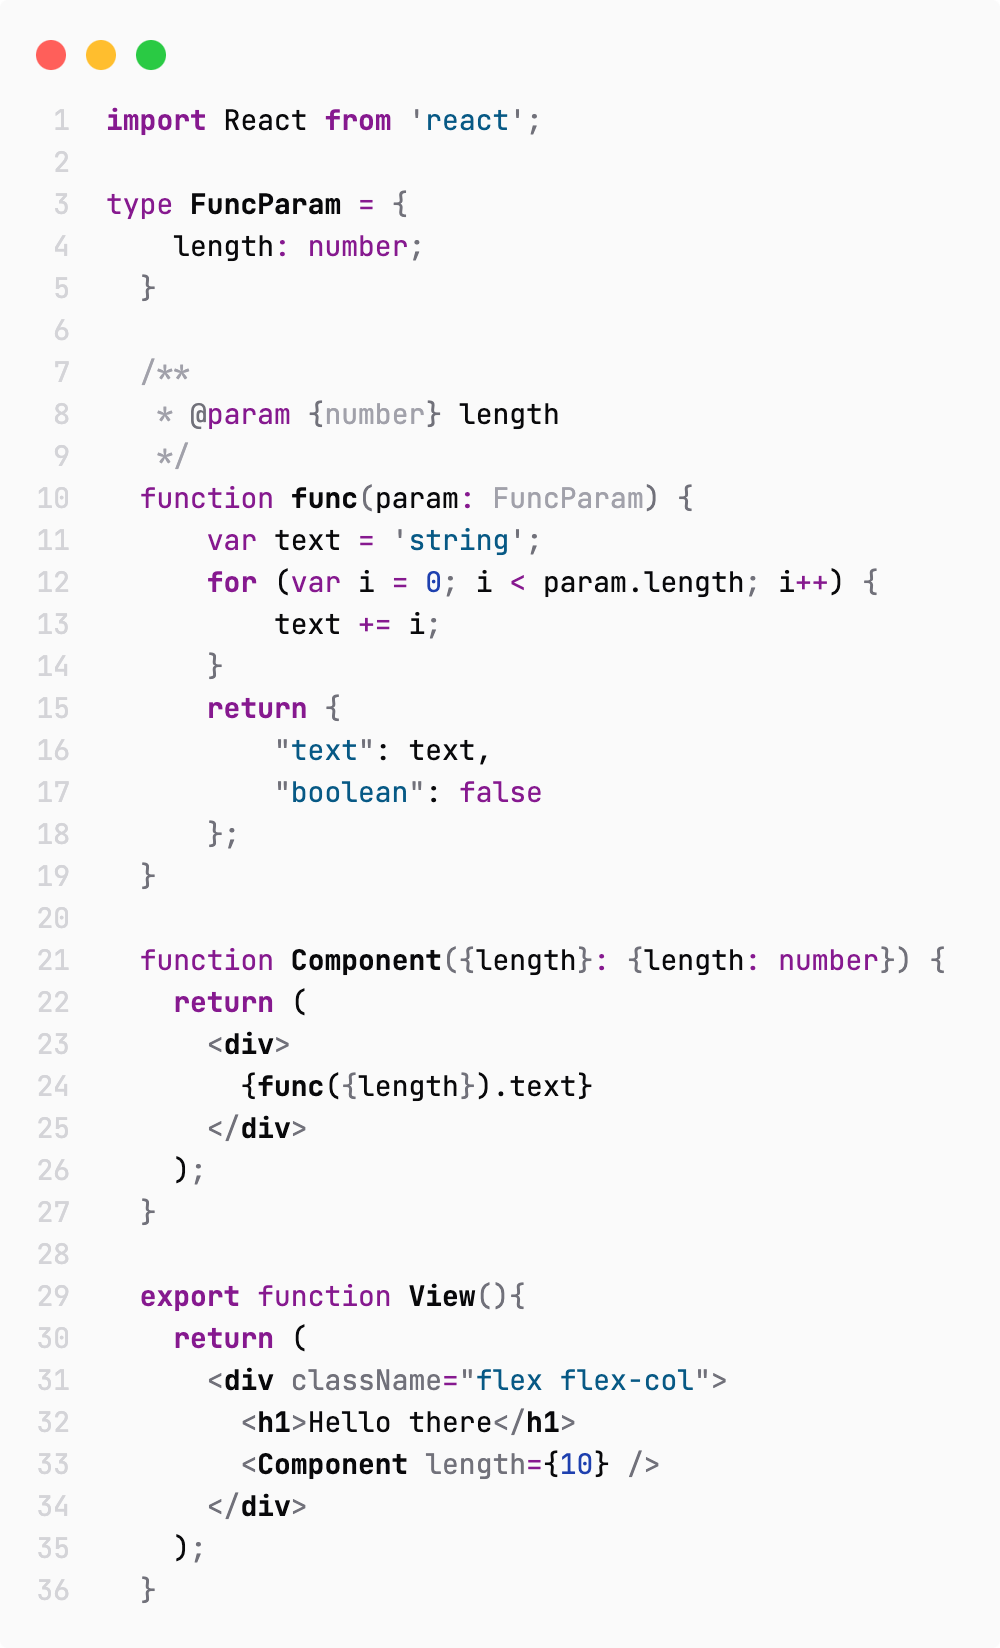 1 import React from 'react';
2
3 type FuncParam = {
4     length: number;
5   }
6
7   /**
8    * @param {number} length
9    */
10   function func(param: FuncParam) {
11       var text = 'string';
12       for (var i = 0; i < param.length; i++) {
13           text += i;
14       }
15       return {
16           "text": text,
17           "boolean": false
18       };
19   }
20
21   function Component({length}: {length: number}) {
22     return (
23       <div>
24         {func({length}).text}
25       </div>
26     );
27   }
28
29   export function View(){
30     return (
31       <div className="flex flex-col">
32         <h1>Hello there</h1>
33         <Component length={10} />
34       </div>
35     );
36   }